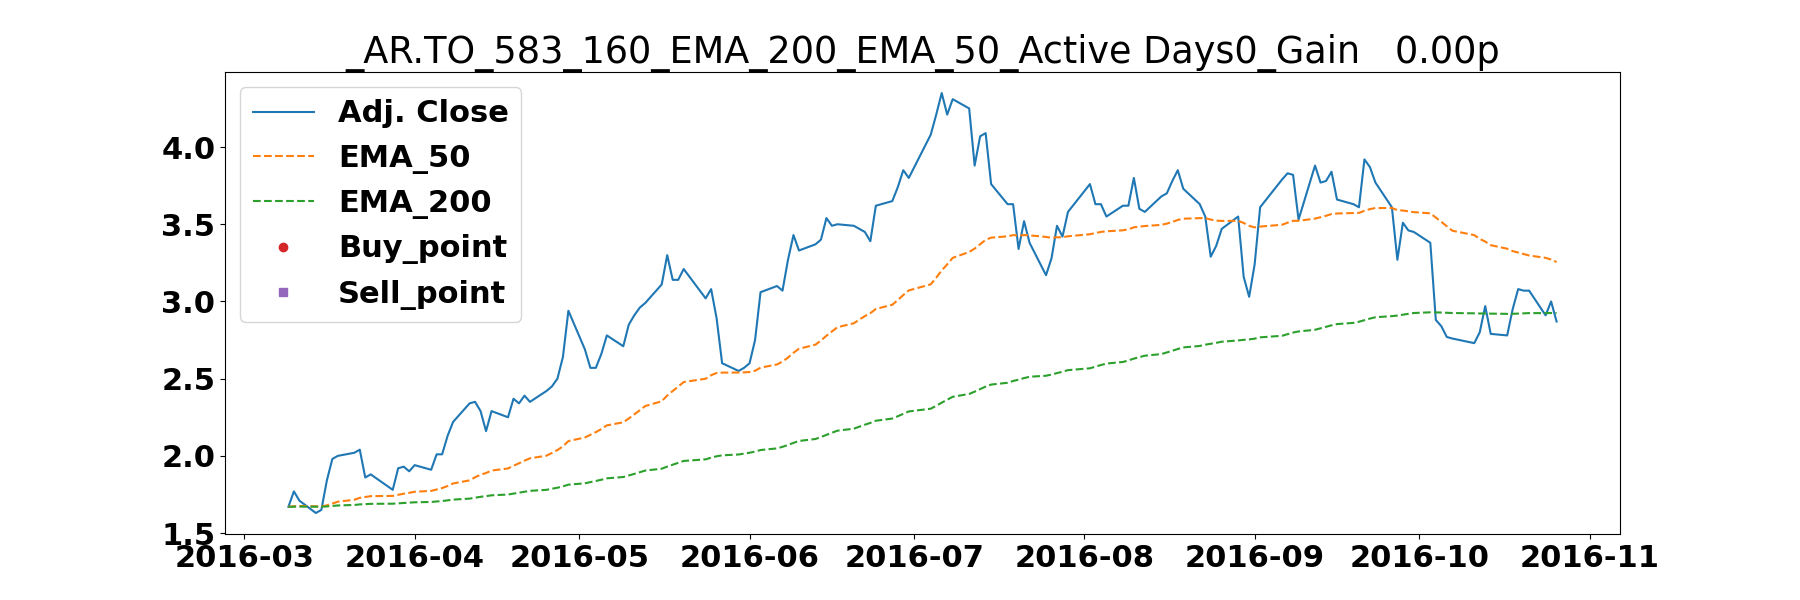 _AR.TO_583_160_EMA_200_EMA_50_Active Days0_Gain   0.00p
Adj. Close
EMA_50
EMA_200
Buy_point
Sell_point
4.0
3.5
3.0
2.5
2.0
1.5
2016-03 2016-04 2016-05 2016-06 2016-07 2016-08 2016-09 2016-10 2016-11